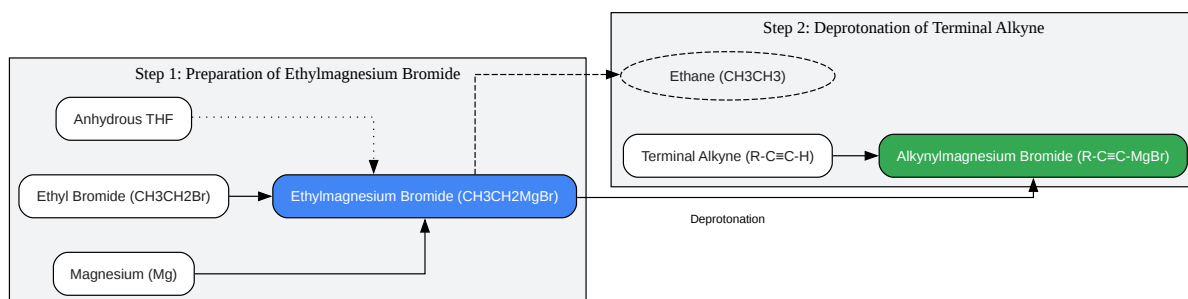 Step 1: Preparation of Ethylmagnesium Bromide
Anhydrous THF
Ethyl Bromide (CH3CH2Br)
Ethylmagnesium Bromide (CH3CH2MgBr)
Magnesium (Mg)
Step 2: Deprotonation of Terminal Alkyne
Ethane (CH3CH3)
Terminal Alkyne (R-C≡C-H)
Alkynylmagnesium Bromide (R-C≡C-MgBr)
Deprotonation